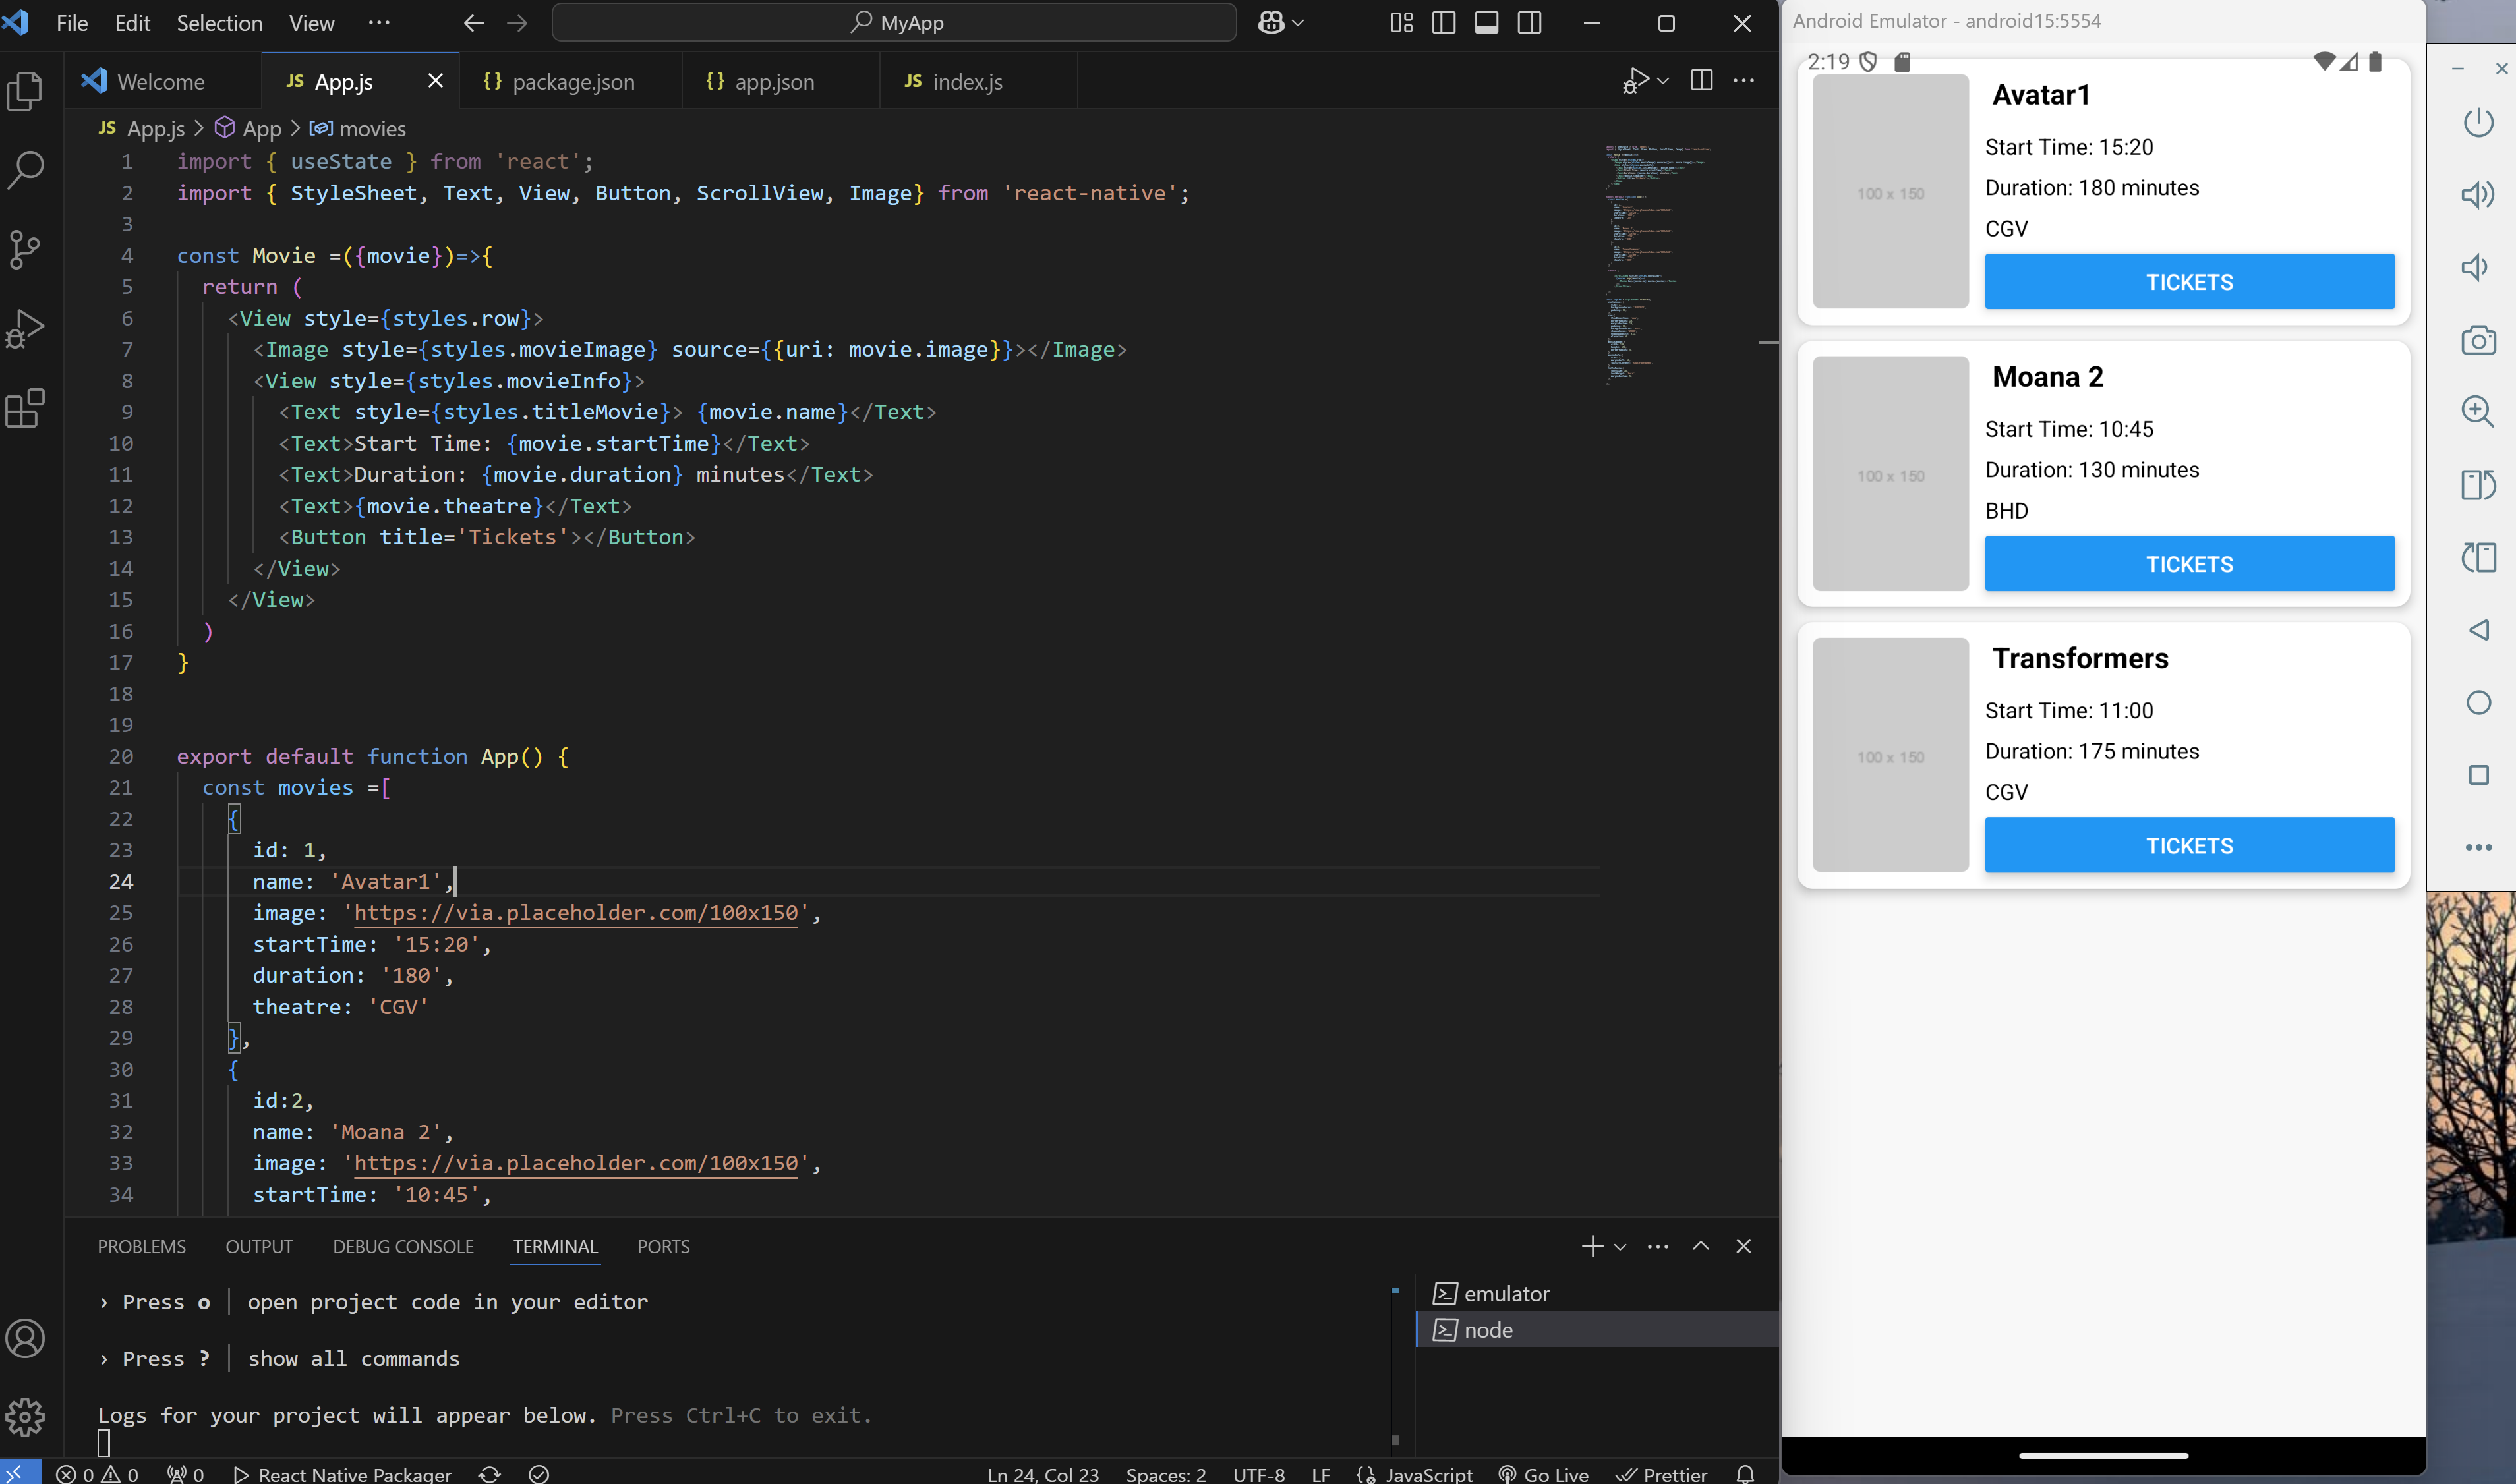 File Edit Selection View ··· MyApp
Welcome JS App.js {} package.json {} app.json JS index.js
JS App.js > App > movies
1 import { useState } from 'react';
2 import { StyleSheet, Text, View, Button, ScrollView, Image} from 'react-native';
3
4 const Movie =({movie})=>{
5 return (
6 <View style={styles.row}>
7 <Image style={styles.movieImage} source={{uri: movie.image}}></Image>
8 <View style={styles.movieInfo}>
9 <Text style={styles.titleMovie}> {movie.name}</Text>
10 <Text>Start Time: {movie.startTime}</Text>
11 <Text>Duration: {movie.duration} minutes</Text>
12 <Text>{movie.theatre}</Text>
13 <Button title='Tickets'></Button>
14 </View>
15 </View>
16 )
17 }
18
19
20 export default function App() {
21 const movies =[
22 {
23 id: 1,
24 name: 'Avatar1',
25 image: 'https://via.placeholder.com/100x150',
26 startTime: '15:20',
27 duration: '180',
28 theatre: 'CGV'
29 },
30 {
31 id:2,
32 name: 'Moana 2',
33 image: 'https://via.placeholder.com/100x150',
34 startTime: '10:45',
PROBLEMS OUTPUT DEBUG CONSOLE TERMINAL PORTS
› Press o │ open project code in your editor
› Press ? │ show all commands
Logs for your project will appear below. Press Ctrl+C to exit.
emulator
node
0 0 0 React Native Packager Ln 24, Col 23 Spaces: 2 UTF-8 LF {} JavaScript Go Live Prettier
Android Emulator - android15:5554
2:19
100 x 150
Avatar1
Start Time: 15:20
Duration: 180 minutes
CGV
TICKETS
100 x 150
Moana 2
Start Time: 10:45
Duration: 130 minutes
BHD
TICKETS
100 x 150
Transformers
Start Time: 11:00
Duration: 175 minutes
CGV
TICKETS